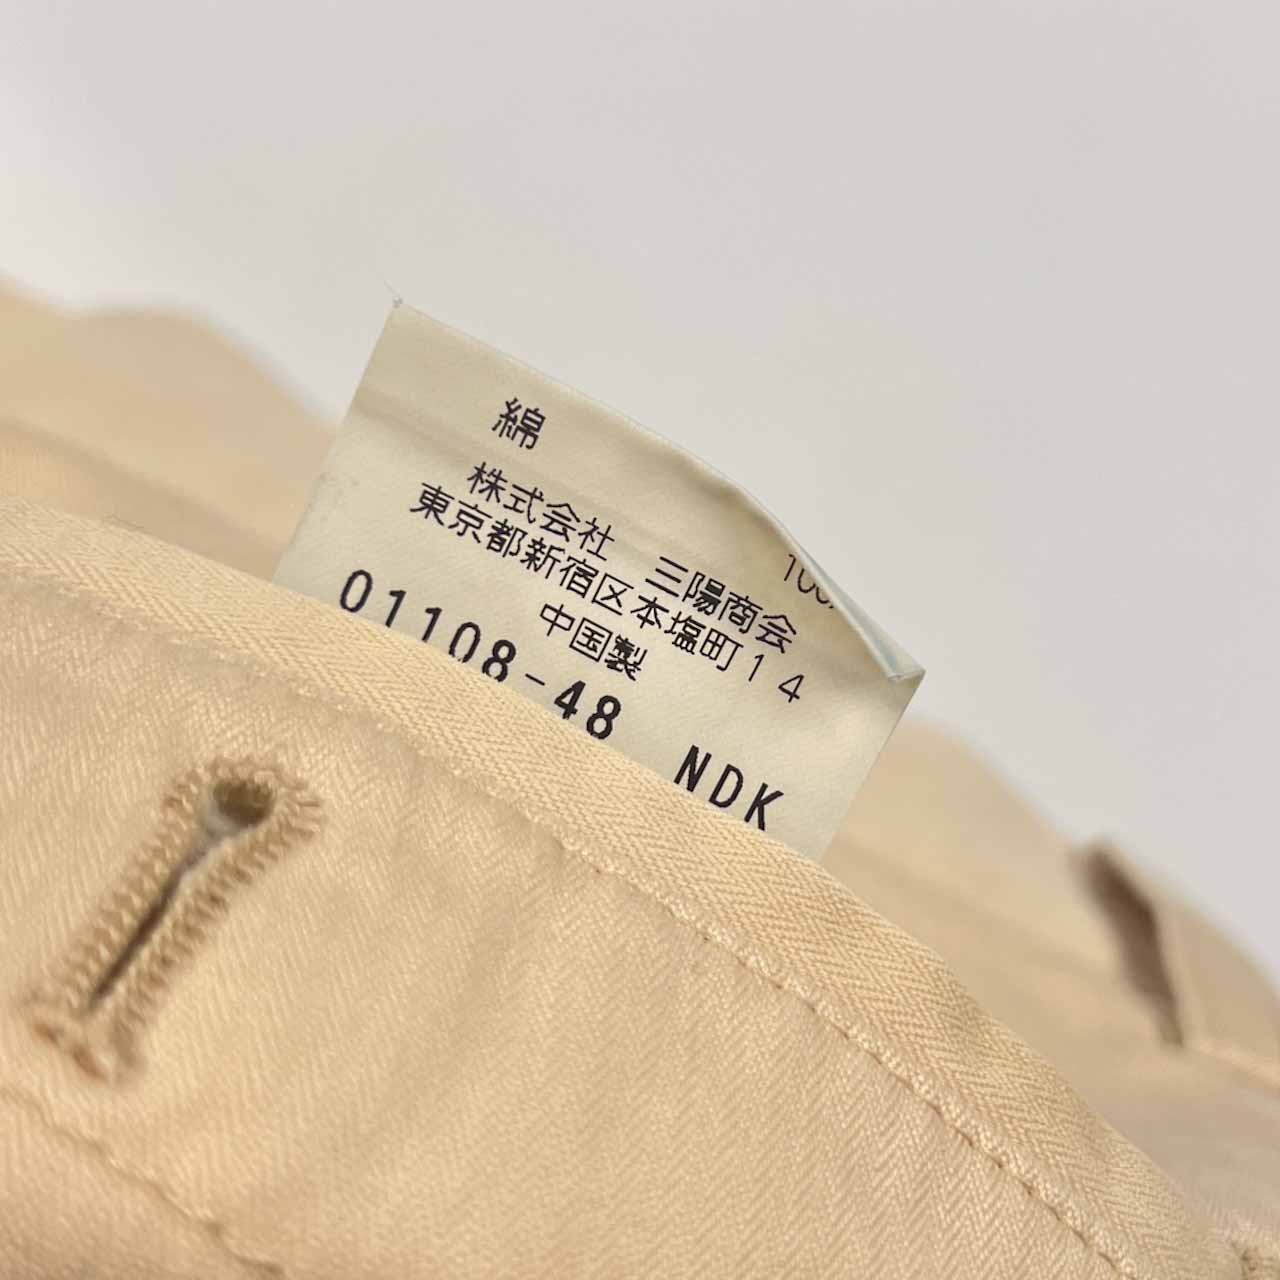 綿 100
株式会社 三陽商会
東京都新宿区本塩町14
中国製
01108-48 NDK